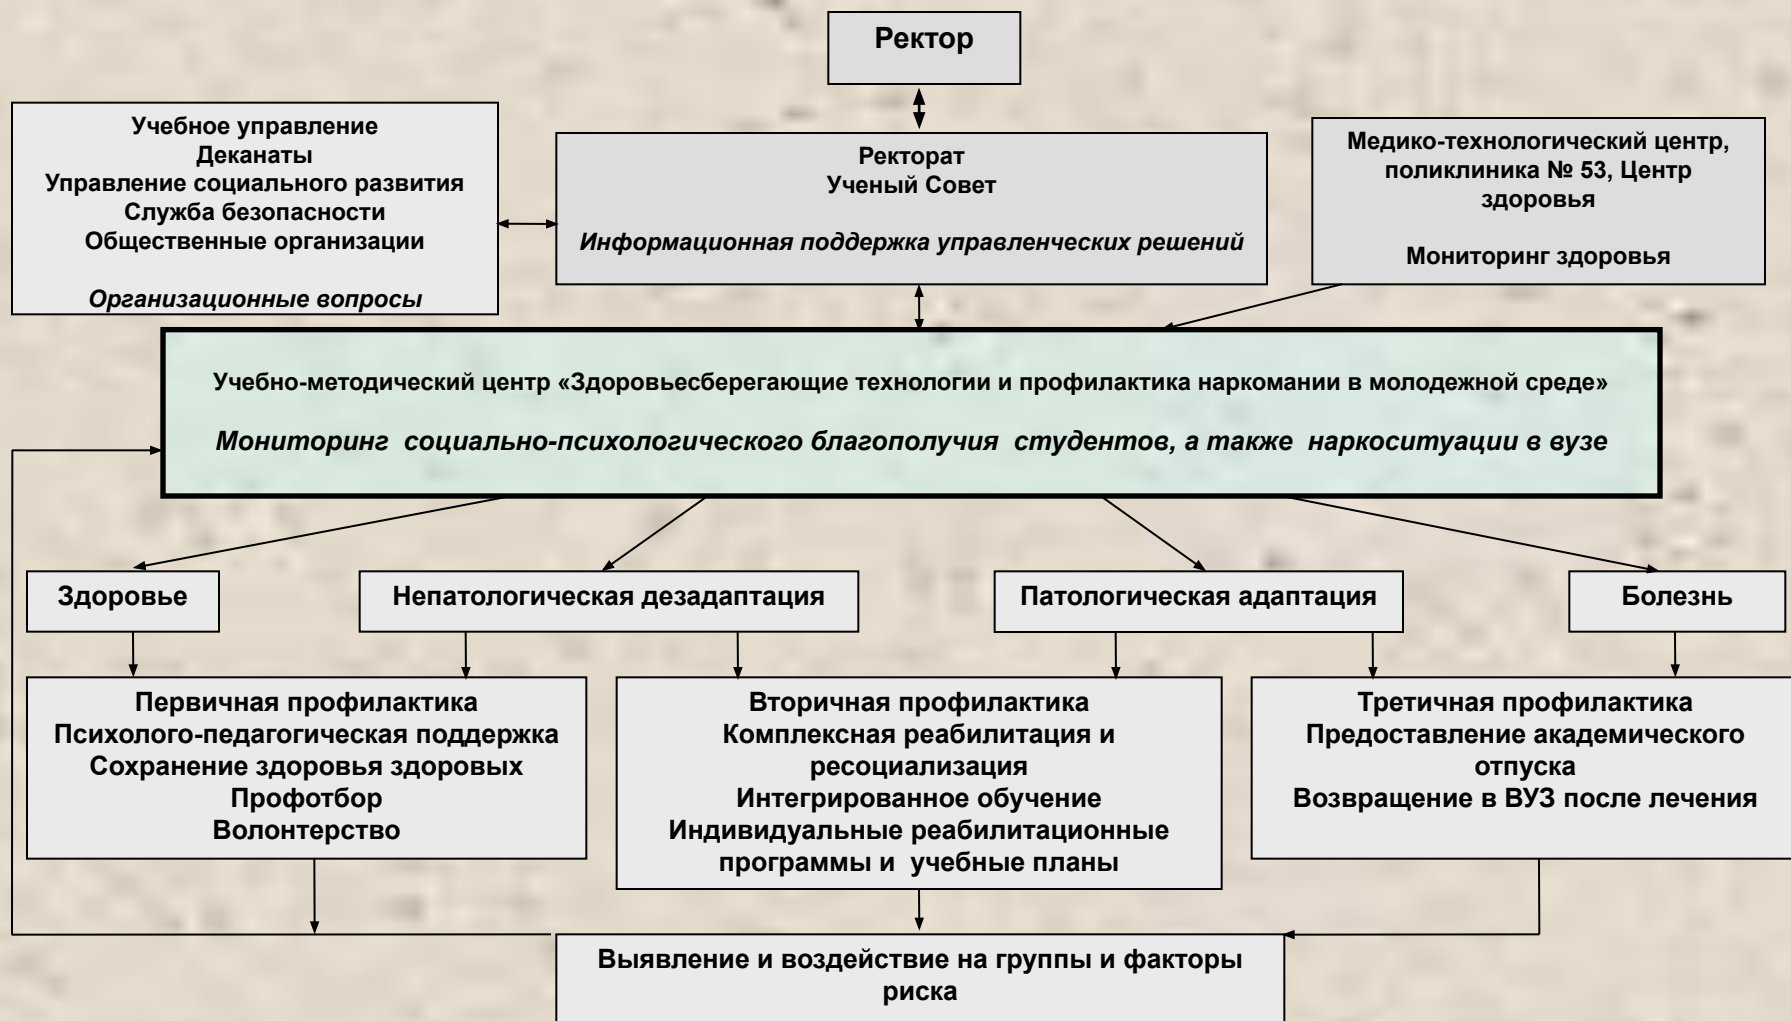 Ректор
Учебное управление
Деканаты
Управление социального развития
Служба безопасности
Общественные организации
Организационные вопросы
Ректорат
Ученый Совет
Информационная поддержка управленческих решений
Медико-технологический центр,
поликлиника № 53, Центр
здоровья
Мониторинг здоровья
Учебно-методический центр «Здоровьесберегающие технологии и профилактика наркомании в молодежной среде»
Мониторинг социально-психологического благополучия студентов, а также наркоситуации в вузе
Здоровье
Непатологическая дезадаптация
Патологическая адаптация
Болезнь
Первичная профилактика
Психолого-педагогическая поддержка
Сохранение здоровья здоровых
Профотбор
Волонтерство
Вторичная профилактика
Комплексная реабилитация и
ресоциализация
Интегрированное обучение
Индивидуальные реабилитационные
программы и учебные планы
Третичная профилактика
Предоставление академического
отпуска
Возвращение в ВУЗ после лечения
Выявление и воздействие на группы и факторы
риска